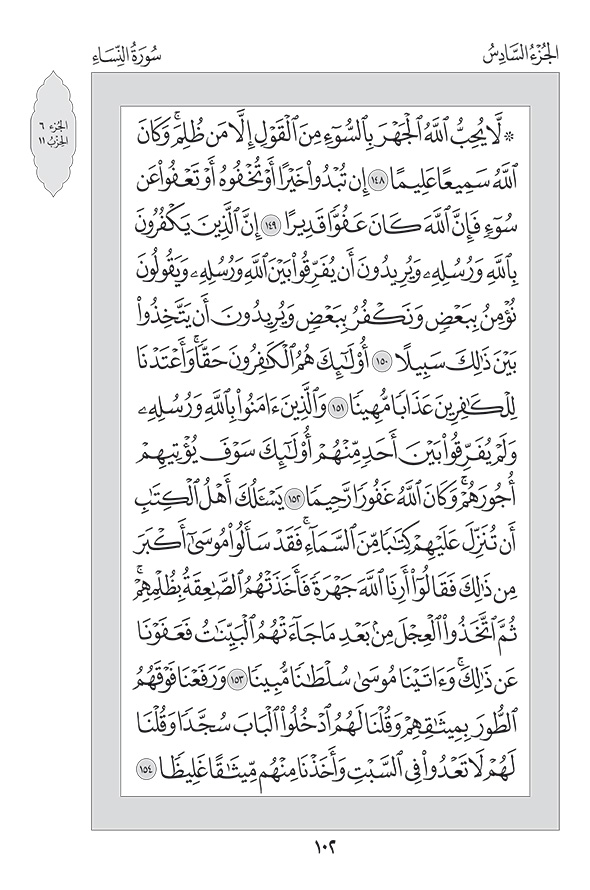 الجُزْءُ السَّادِسُ
سُورَةُ النِّسَاءِ
الجُزء ٦
الحِزْب ١١
۞ لَّا يُحِبُّ ٱللَّهُ ٱلۡجَهۡرَ بِٱلسُّوٓءِ مِنَ ٱلۡقَوۡلِ إِلَّا مَن ظُلِمَۚ وَكَانَ
ٱللَّهُ سَمِيعًا عَلِيمًا ١٤٨ إِن تُبۡدُواْ خَيۡرًا أَوۡ تُخۡفُوهُ أَوۡ تَعۡفُواْ عَن
سُوٓءٖ فَإِنَّ ٱللَّهَ كَانَ عَفُوّٗا قَدِيرًا ١٤٩ إِنَّ ٱلَّذِينَ يَكۡفُرُونَ
بِٱللَّهِ وَرُسُلِهِۦ وَيُرِيدُونَ أَن يُفَرِّقُواْ بَيۡنَ ٱللَّهِ وَرُسُلِهِۦ وَيَقُولُونَ
نُؤۡمِنُ بِبَعۡضٖ وَنَكۡفُرُ بِبَعۡضٖ وَيُرِيدُونَ أَن يَتَّخِذُواْ
بَيۡنَ ذَٰلِكَ سَبِيلًا ١٥٠ أُوْلَٰٓئِكَ هُمُ ٱلۡكَٰفِرُونَ حَقّٗاۚ وَأَعۡتَدۡنَا
لِلۡكَٰفِرِينَ عَذَابٗا مُّهِينٗا ١٥١ وَٱلَّذِينَ ءَامَنُواْ بِٱللَّهِ وَرُسُلِهِۦ
وَلَمۡ يُفَرِّقُواْ بَيۡنَ أَحَدٖ مِّنۡهُمۡ أُوْلَٰٓئِكَ سَوۡفَ يُؤۡتِيهِمۡ
أُجُورَهُمۡۚ وَكَانَ ٱللَّهُ غَفُورٗا رَّحِيمٗا ١٥٢ يَسۡـَٔلُكَ أَهۡلُ ٱلۡكِتَٰبِ
أَن تُنَزِّلَ عَلَيۡهِمۡ كِتَٰبٗا مِّنَ ٱلسَّمَآءِۚ فَقَدۡ سَأَلُواْ مُوسَىٰٓ أَكۡبَرَ
مِن ذَٰلِكَ فَقَالُوٓاْ أَرِنَا ٱللَّهَ جَهۡرَةٗ فَأَخَذَتۡهُمُ ٱلصَّٰعِقَةُ بِظُلۡمِهِمۡۚ
ثُمَّ ٱتَّخَذُواْ ٱلۡعِجۡلَ مِنۢ بَعۡدِ مَا جَآءَتۡهُمُ ٱلۡبَيِّنَٰتُ فَعَفَوۡنَا
عَن ذَٰلِكَۚ وَءَاتَيۡنَا مُوسَىٰ سُلۡطَٰنٗا مُّبِينٗا ١٥٣ وَرَفَعۡنَا فَوۡقَهُمُ
ٱلطُّورَ بِمِيثَٰقِهِمۡ وَقُلۡنَا لَهُمُ ٱدۡخُلُواْ ٱلۡبَابَ سُجَّدٗا وَقُلۡنَا
لَهُمۡ لَا تَعۡدُواْ فِي ٱلسَّبۡتِ وَأَخَذۡنَا مِنۡهُم مِّيثَٰقًا غَلِيظٗا ١٥٤
١٠٢